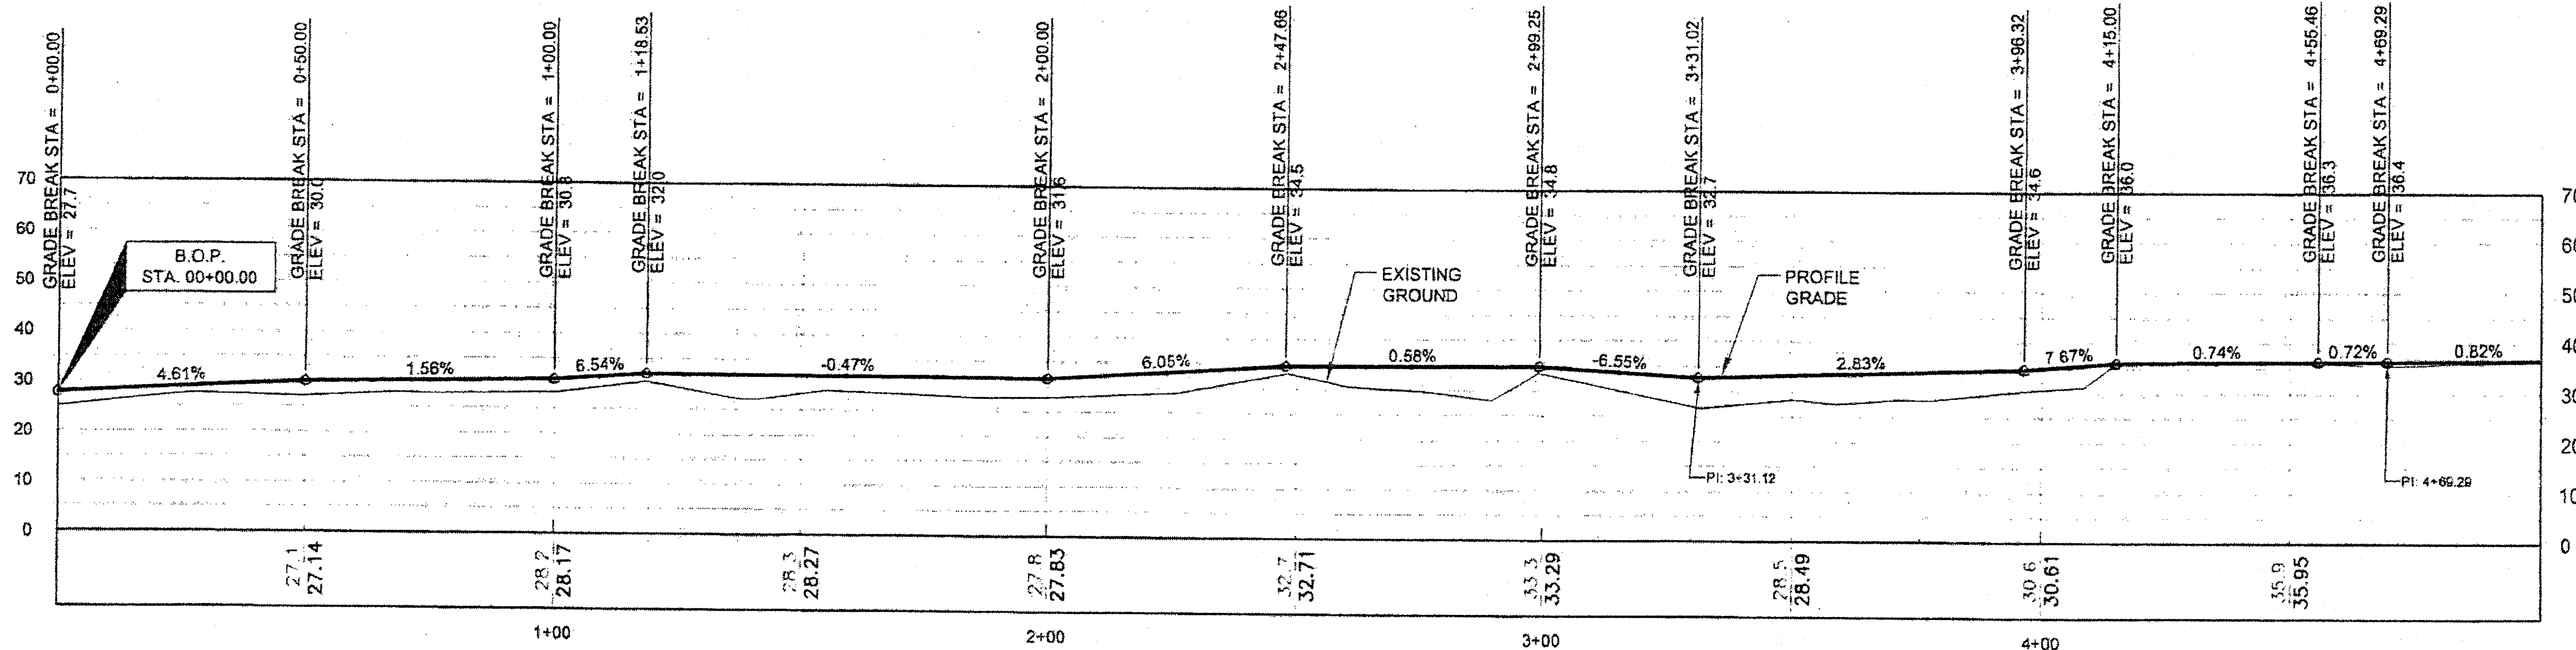 GRADE BREAK STA = 0+00.00
ELEV = 27.7
GRADE BREAK STA = 0+50.00
ELEV = 30.0
GRADE BREAK STA = 1+00.00
ELEV = 30.8
GRADE BREAK STA = 1+18.53
ELEV = 32.0
GRADE BREAK STA = 2+00.00
ELEV = 31.6
GRADE BREAK STA = 2+47.66
ELEV = 34.5
GRADE BREAK STA = 2+99.25
ELEV = 34.8
GRADE BREAK STA = 3+31.02
ELEV = 32.7
GRADE BREAK STA = 3+96.32
ELEV = 34.6
GRADE BREAK STA = 4+15.00
ELEV = 36.0
GRADE BREAK STA = 4+55.46
ELEV = 36.3
GRADE BREAK STA = 4+69.29
ELEV = 36.4
70
60
50
40
30
20
10
0
B.O.P.
STA. 00+00.00
EXISTING
GROUND
PROFILE
GRADE
4.61%
1.56%
6.54%
-0.47%
6.05%
0.58%
-6.55%
2.83%
7.67%
0.74%
0.72%
0.82%
PI: 3+31.12
PI: 4+69.29
70
60
50
40
30
20
10
0
27.1
27.14
28.2
28.17
28.3
28.27
27.8
27.83
32.7
32.71
33.3
33.29
28.5
28.49
30.6
30.61
35.9
35.95
1+00
2+00
3+00
4+00